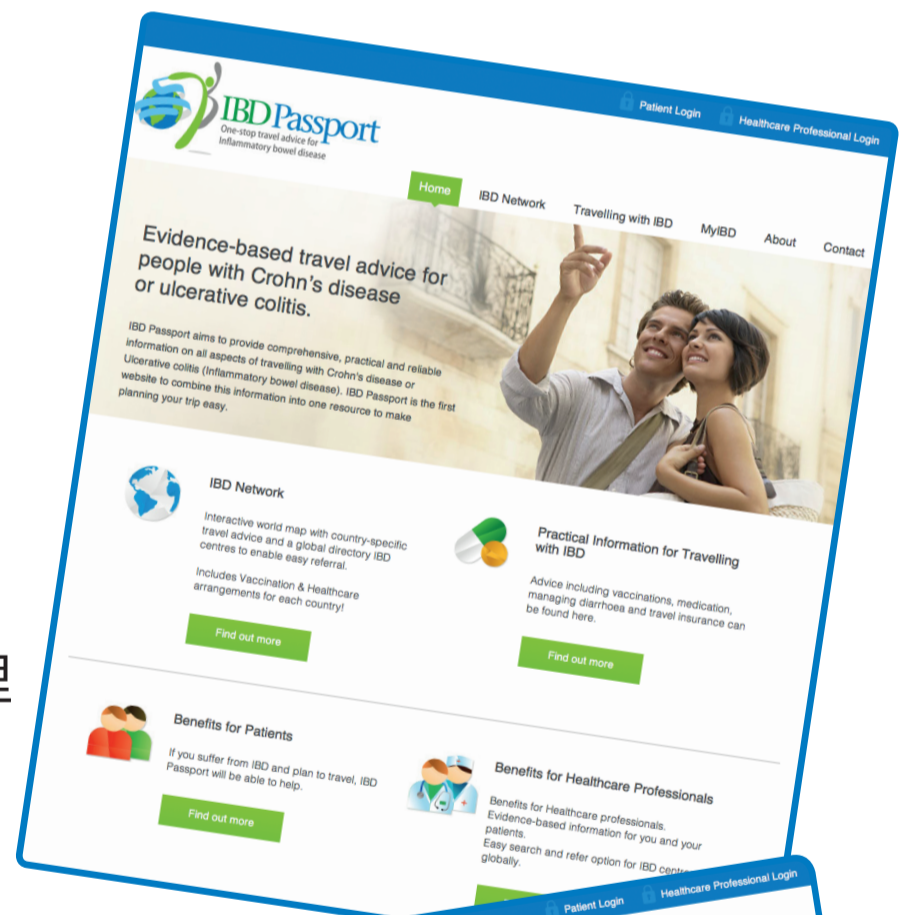 Patient Login
Healthcare Professional Login
IBD Passport
One-stop travel advice for
Inflammatory bowel disease
Home
IBD Network
Travelling with IBD
MyIBD
About
Contact
Evidence-based travel advice for
people with Crohn's disease
or ulcerative colitis.
IBD Passport aims to provide comprehensive, practical and reliable
information on all aspects of travelling with Crohn's disease or
Ulcerative colitis (Inflammatory bowel disease). IBD Passport is the first
website to combine this information into one resource to make
planning your trip easy.
IBD Network
Interactive world map with country-specific
travel advice and a global directory IBD
centres to enable easy referral.
Includes Vaccination & Healthcare
arrangements for each country!
Find out more
Practical Information for Travelling
with IBD
Advice including vaccinations, medication,
managing diarrhoea and travel insurance can
be found here.
Find out more
Benefits for Patients
If you suffer from IBD and plan to travel, IBD
Passport will be able to help.
Find out more
Benefits for Healthcare Professionals
Benefits for Healthcare professionals.
Evidence-based information for you and your
patients.
Easy search and refer option for IBD
globally.
Patient Login
Healthcare Professional Login